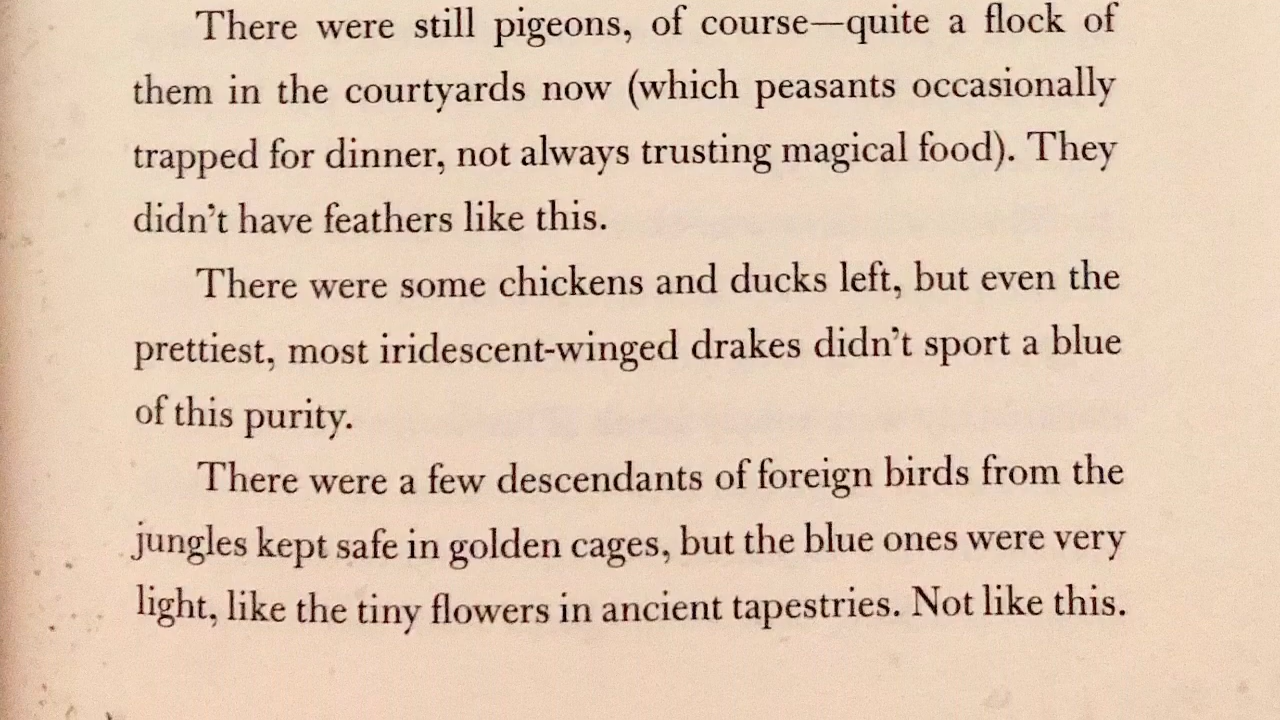 There were still pigeons, of course—quite a flock of
them in the courtyards now (which peasants occasionally
trapped for dinner, not always trusting magical food). They
didn’t have feathers like this.
There were some chickens and ducks left, but even the
prettiest, most iridescent-winged drakes didn’t sport a blue
of this purity.
There were a few descendants of foreign birds from the
jungles kept safe in golden cages, but the blue ones were very
light, like the tiny flowers in ancient tapestries. Not like this.